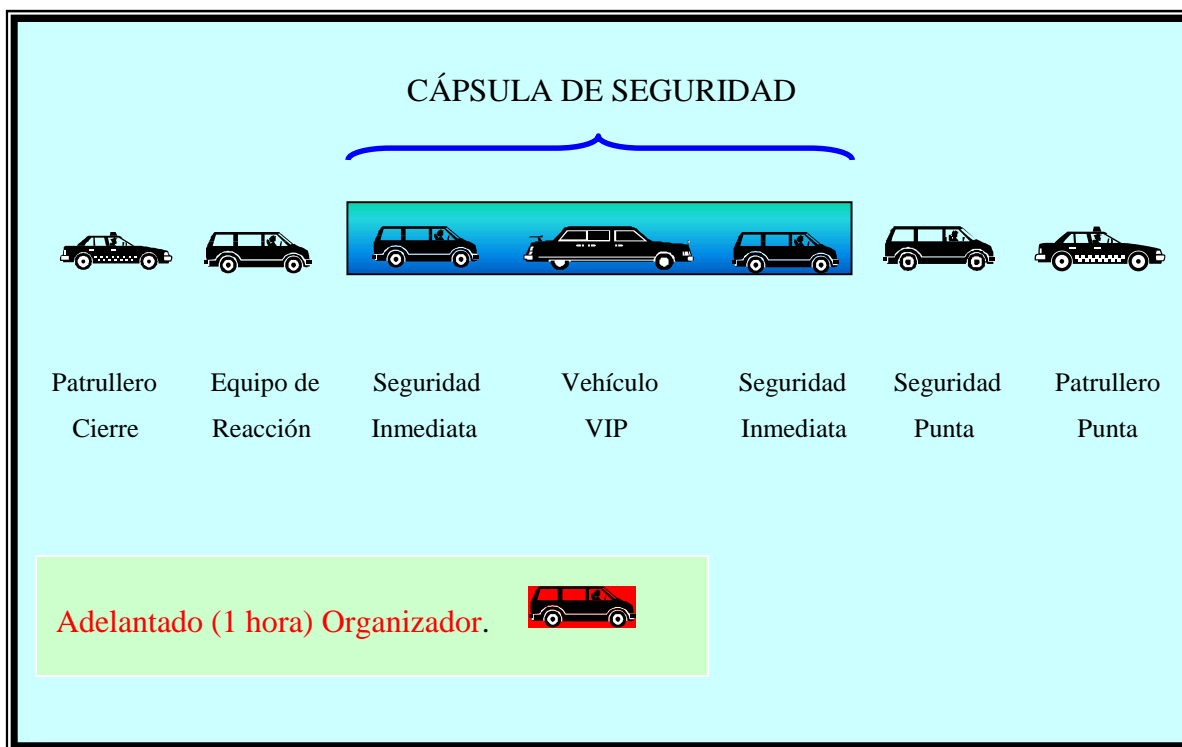 CÁPSULA DE SEGURIDAD
Patrullero Equipo de Seguridad Vehículo Seguridad Seguridad Patrullero
Cierre Reacción Inmediata VIP Inmediata Punta Punta
Adelantado (1 hora) Organizador.